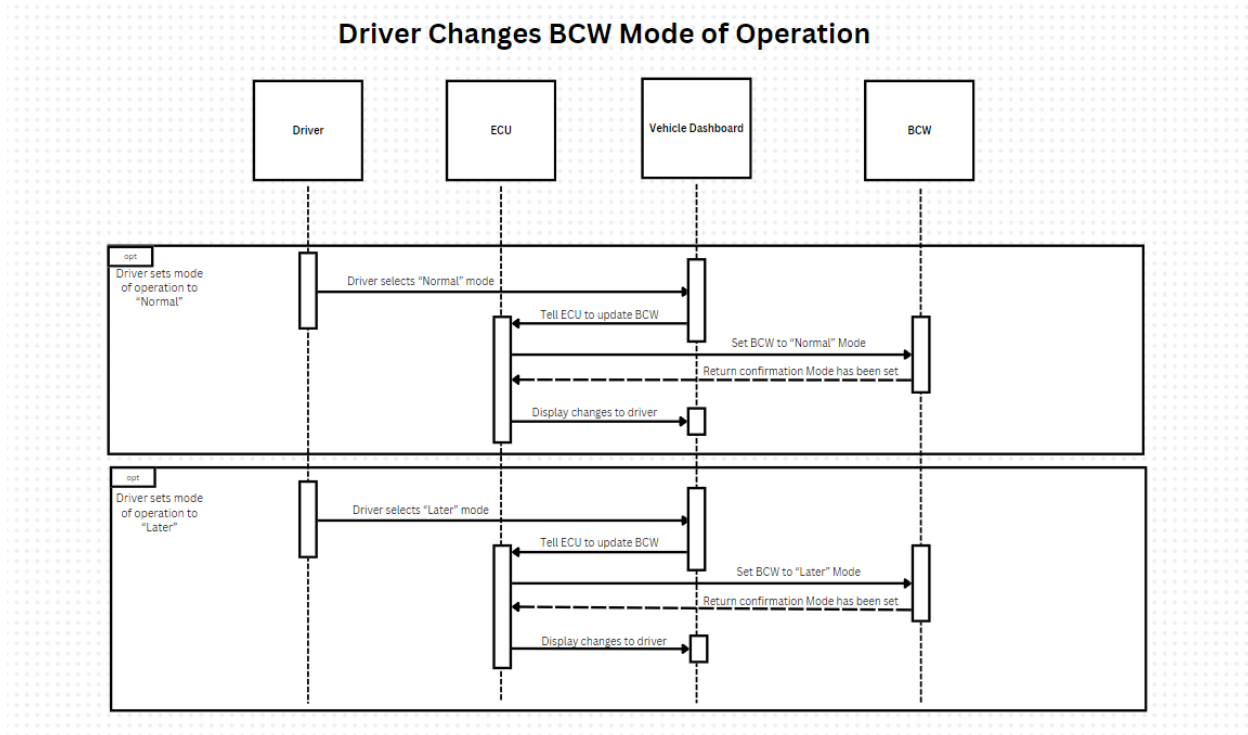 Driver Changes BCW Mode of Operation
Driver
ECU
Vehicle Dashboard
BCW
opt
Driver sets mode
of operation to
“Normal”
Driver selects “Normal” mode
Tell ECU to update BCW
Set BCW to “Normal” Mode
Return confirmation Mode has been set
Display changes to driver
opt
Driver sets mode
of operation to
“Later”
Driver selects “Later” mode
Tell ECU to update BCW
Set BCW to “Later” Mode
Return confirmation Mode has been set
Display changes to driver